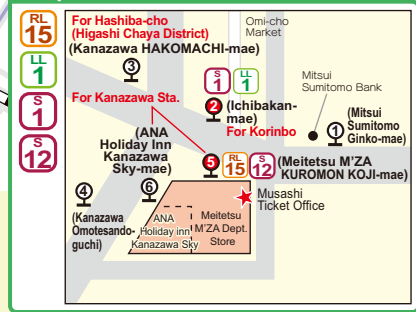 RL
15
LL
1
S
1
S
12
For Hashiba-cho
(Higashi Chaya District)
(Kanazawa HAKOMACHI-mae)
3
Omi-cho
Market
S
1
LL
1
Mitsui
Sumitomo Bank
For Kanazawa Sta.
2
(Ichibakan-
mae)
For Korinbo
1
(Mitsui
Sumitomo
Ginko-mae)
(ANA
Holiday Inn
Kanazawa
Sky-mae)
5
RL
15
S
12
(Meitetsu M'ZA
KUROMON KOJI-mae)
4
6
(Kanazawa
Omotesando-
guchi)
ANA
Holiday inn
Kanazawa Sky
Meitetsu
M'ZA Dept.
Store
Musashi
Ticket Office